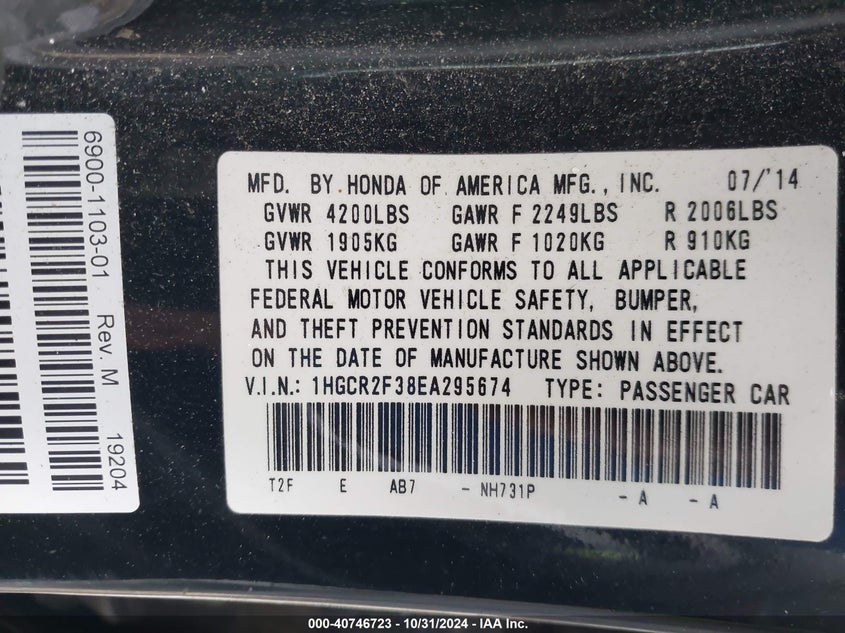 6900-1103-01 Rev. M 19204
MFD. BY HONDA OF AMERICA MFG., INC. 07/'14
GVWR 4200LBS GAWR F 2249LBS R 2006LBS
GVWR 1905KG GAWR F 1020KG R 910KG
THIS VEHICLE CONFORMS TO ALL APPLICABLE
FEDERAL MOTOR VEHICLE SAFETY, BUMPER,
AND THEFT PREVENTION STANDARDS IN EFFECT
ON THE DATE OF MANUFACTURE SHOWN ABOVE.
V.I.N.: 1HGCR2F38EA295674 TYPE: PASSENGER CAR
T2F E AB7 - NH731P - A - A
000-40746723 - 10/31/2024 - IAA Inc.